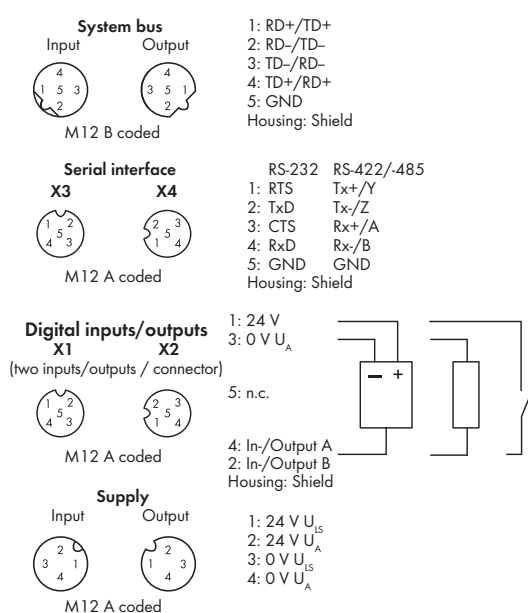 System bus
Input Output
4
1 5 3
2
4
3 5 1
2
M12 B coded
1: RD+/TD+
2: RD–/TD–
3: TD–/RD–
4: TD+/RD+
5: GND
Housing: Shield
Serial interface
X3 X4
1 2
5
4 3
2 3
5
1 4
M12 A coded
RS-232 RS-422/-485
1: RTS Tx+/Y
2: TxD Tx-/Z
3: CTS Rx+/A
4: RxD Rx-/B
5: GND GND
Housing: Shield
Digital inputs/outputs
X1 X2
(two inputs/outputs / connector)
1 2
5
4 3
2 3
5
1 4
M12 A coded
1: 24 V
3: 0 V U_A
5: n.c.
4: In-/Output A
2: In-/Output B
Housing: Shield
– +
Supply
Input Output
2
3 1
4
2
1 3
4
M12 A coded
1: 24 V U_LS
2: 24 V U_A
3: 0 V U_LS
4: 0 V U_A